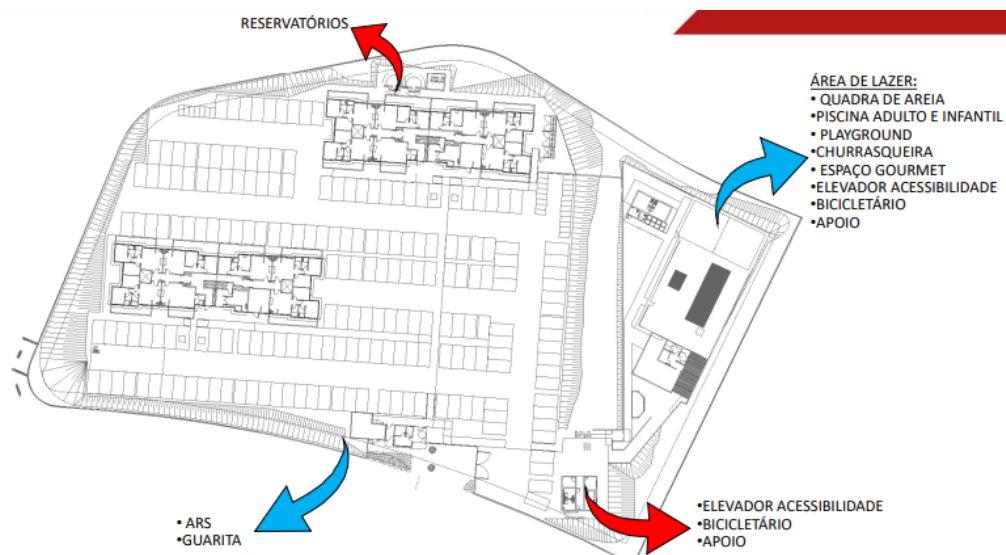 RESERVATÓRIOS
ÁREA DE LAZER:
• QUADRA DE AREIA
•PISCINA ADULTO E INFANTIL
• PLAYGROUND
•CHURRASQUEIRA
• ESPAÇO GOURMET
•ELEVADOR ACESSIBILIDADE
•BICICLETÁRIO
•APOIO
• ARS
•GUARITA
•ELEVADOR ACESSIBILIDADE
•BICICLETÁRIO
•APOIO